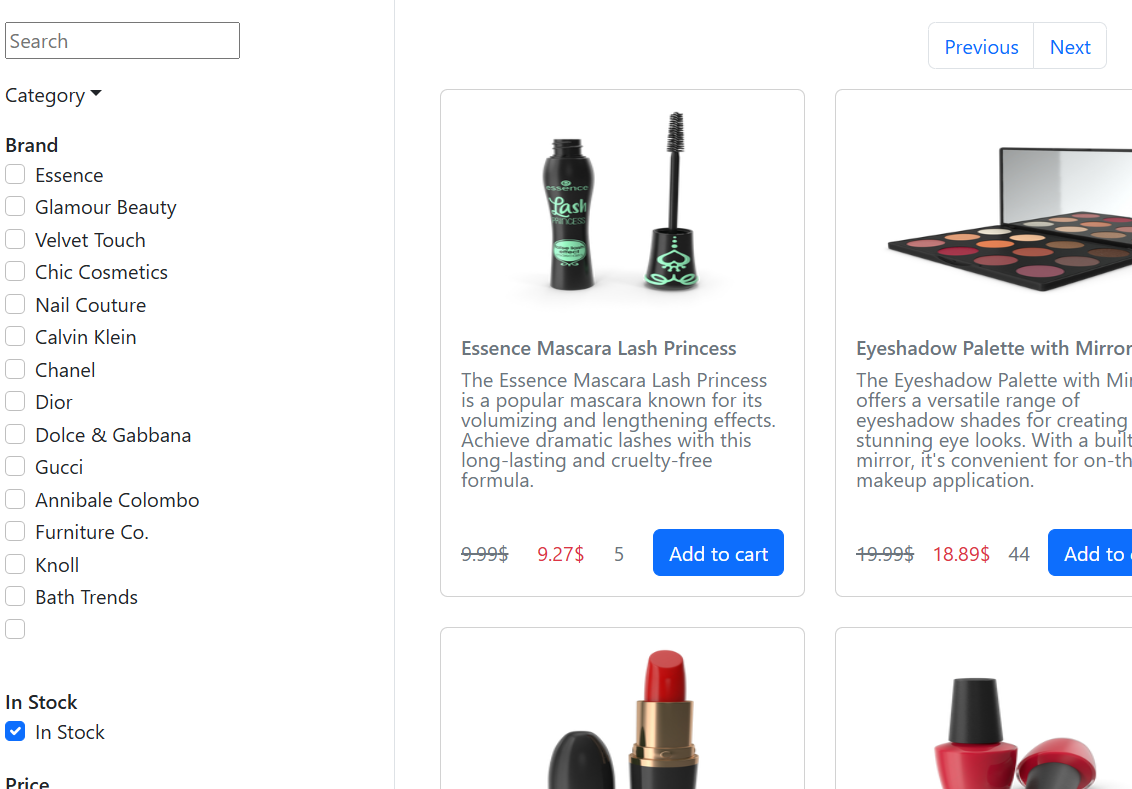 Search
Category
Brand
Essence
Glamour Beauty
Velvet Touch
Chic Cosmetics
Nail Couture
Calvin Klein
Chanel
Dior
Dolce & Gabbana
Gucci
Annibale Colombo
Furniture Co.
Knoll
Bath Trends
In Stock
In Stock
Price
Previous Next
essence
Lash
PRINCESS
Essence Mascara Lash Princess
The Essence Mascara Lash Princess
is a popular mascara known for its
volumizing and lengthening effects.
Achieve dramatic lashes with this
long-lasting and cruelty-free
formula.
9.99$ 9.27$ 5 Add to cart
Eyeshadow Palette with Mirror
The Eyeshadow Palette with Mi
offers a versatile range of
eyeshadow shades for creating
stunning eye looks. With a built
mirror, it's convenient for on-th
makeup application.
19.99$ 18.89$ 44 Add to